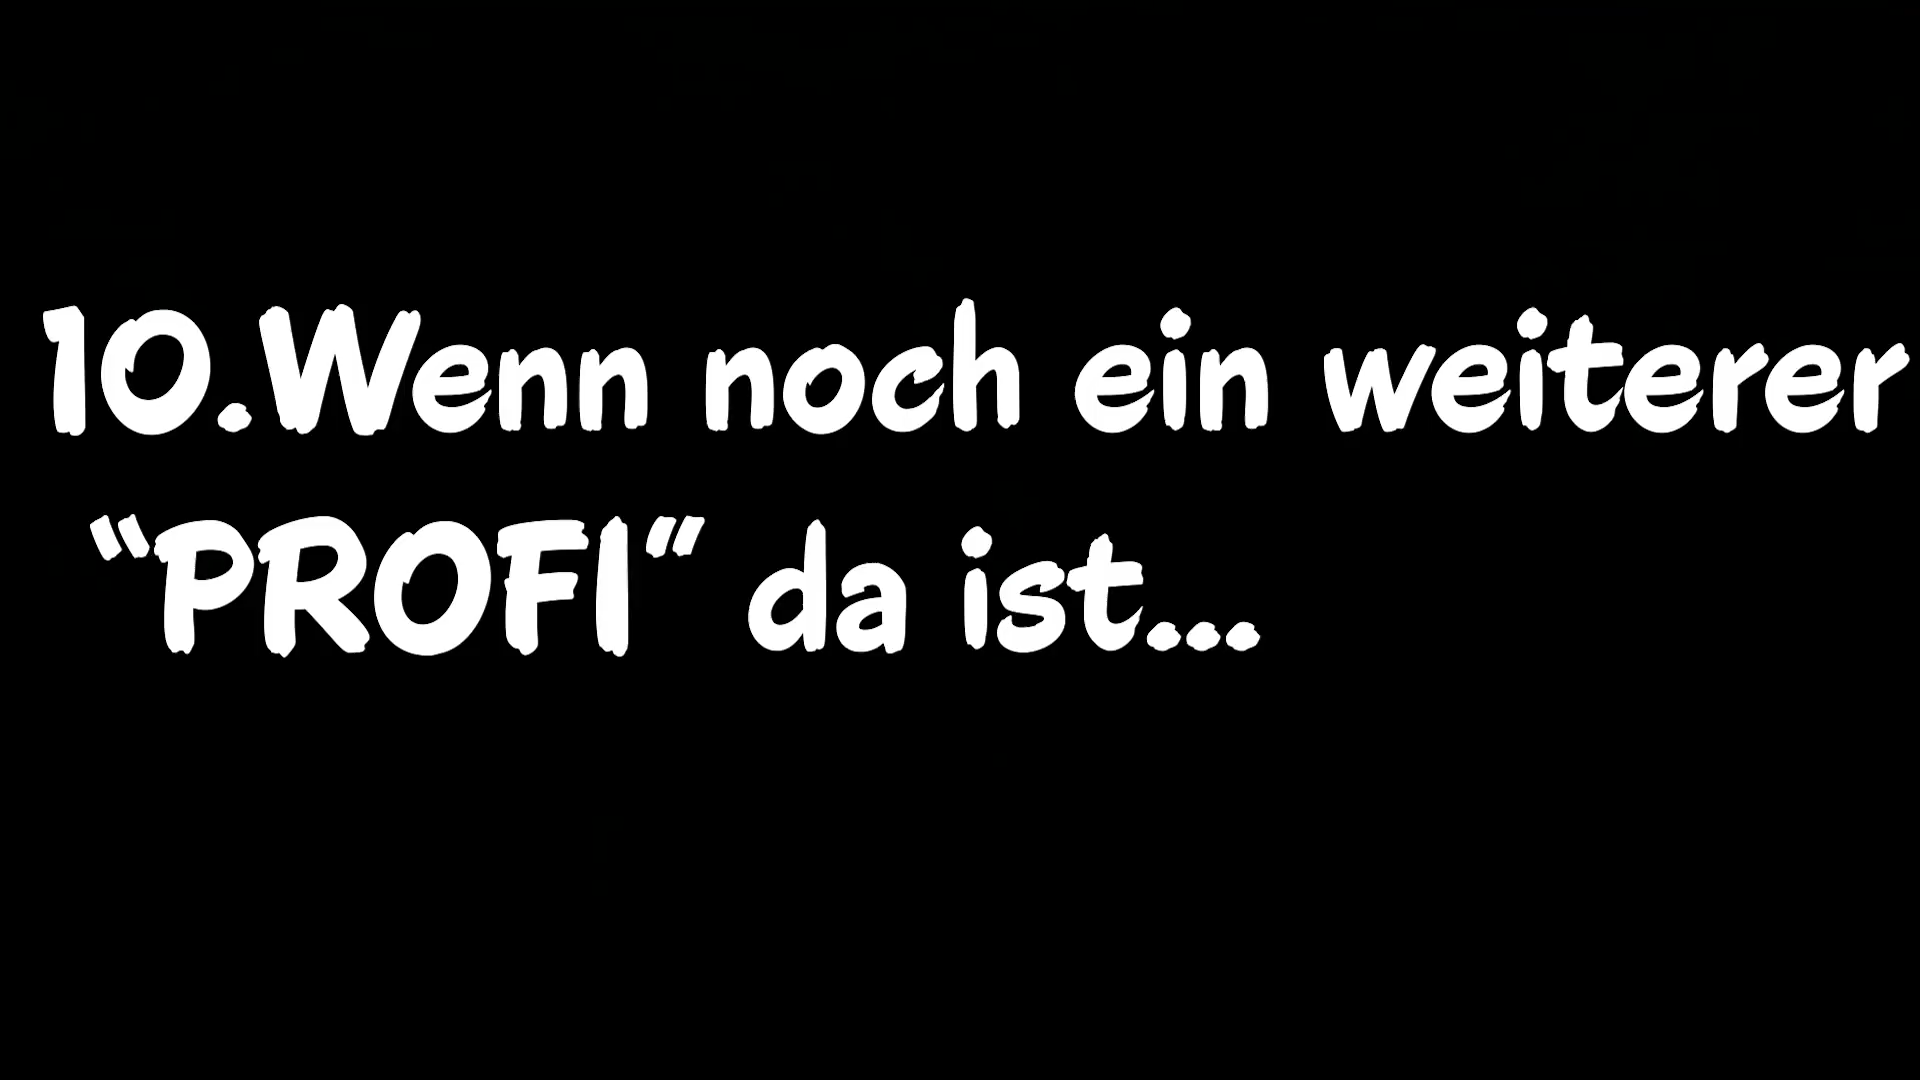 10.Wenn noch ein weiterer
“PROFI” da ist...